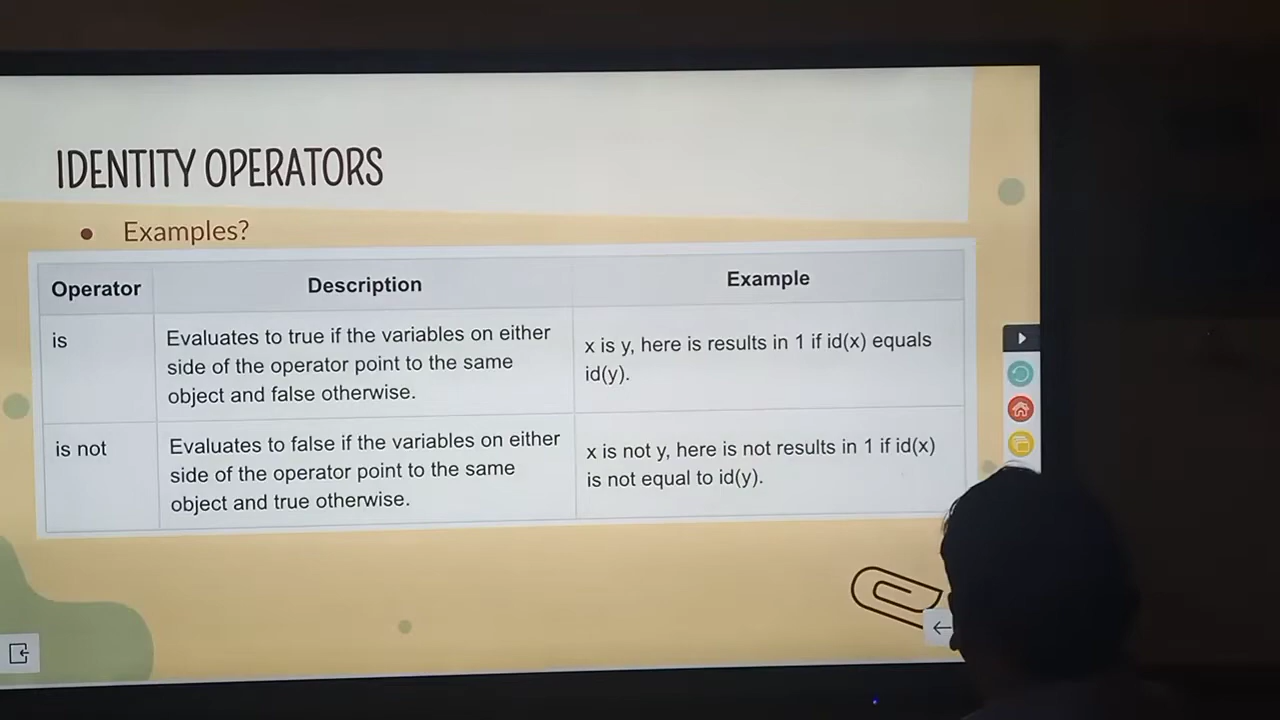 IDENTITY OPERATORS
● Examples?
Operator
Description
Example
is
Evaluates to true if the variables on either
side of the operator point to the same
object and false otherwise.
x is y, here is results in 1 if id(x) equals
id(y).
is not
Evaluates to false if the variables on either
side of the operator point to the same
object and true otherwise.
x is not y, here is not results in 1 if id(x)
is not equal to id(y).